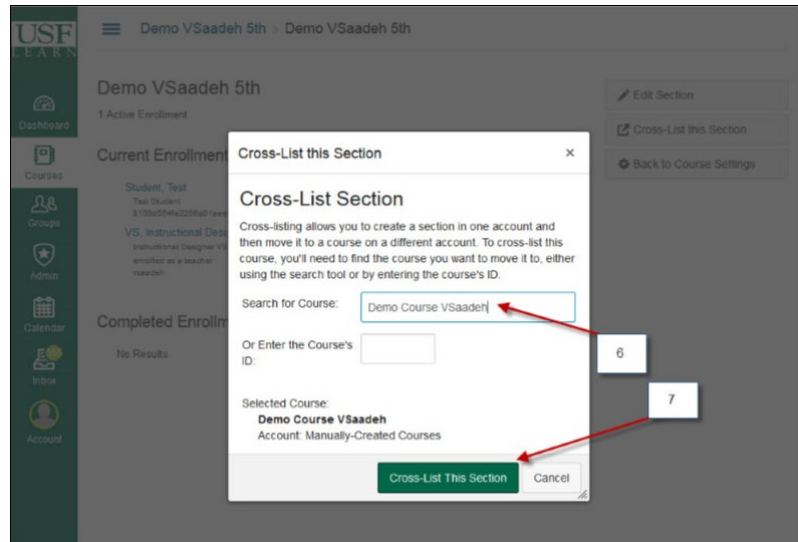 USF
LEARN
Demo VSaadeh 5th > Demo VSaadeh 5th
Dashboard
Courses
Groups
Admin
Calendar
Inbox
Account
Demo VSaadeh 5th
1 Active Enrollment
Current Enrollment
Student, Test
Test Student
VS, Instructional Desi
Instructional Designer VS
enrolled as a teacher
vsaadeh
Completed Enrollm
No Results
Edit Section
Cross-List this Section
Back to Course Settings
Cross-List this Section ×
Cross-List Section
Cross-listing allows you to create a section in one account and
then move it to a course on a different account. To cross-list this
course, you'll need to find the course you want to move it to, either
using the search tool or by entering the course's ID.
Search for Course: Demo Course VSaadeh
Or Enter the Course's
ID:
Selected Course:
Demo Course VSaadeh
Account: Manually-Created Courses
Cross-List This Section Cancel
6
7